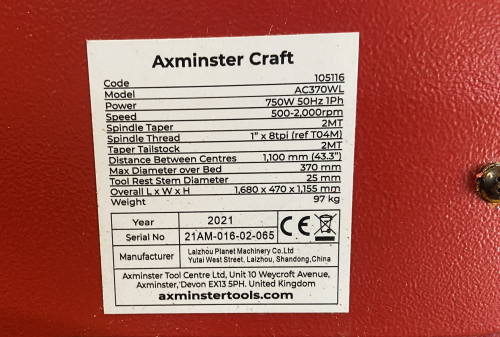 Axminster Craft
Code 105116
Model AC370WL
Power 750W 50Hz 1Ph
Speed 500-2,000rpm
Spindle Taper 2MT
Spindle Thread 1" x 8tpi (ref T04M)
Taper Tailstock 2MT
Distance Between Centres 1,100 mm (43.3")
Max Diameter over Bed 370 mm
Tool Rest Stem Diameter 25 mm
Overall L x W x H 1,680 x 470 x 1,155 mm
Weight 97 kg
Year 2021
Serial No 21AM-016-02-065
CE
Manufacturer Laizhou Planet Machinery Co.Ltd
Yutai West Street, Laizhou, Shandong,China
Axminster Tool Centre Ltd, Unit 10 Weycroft Avenue,
Axminster, Devon EX13 5PH. United Kingdom
axminstertools.com